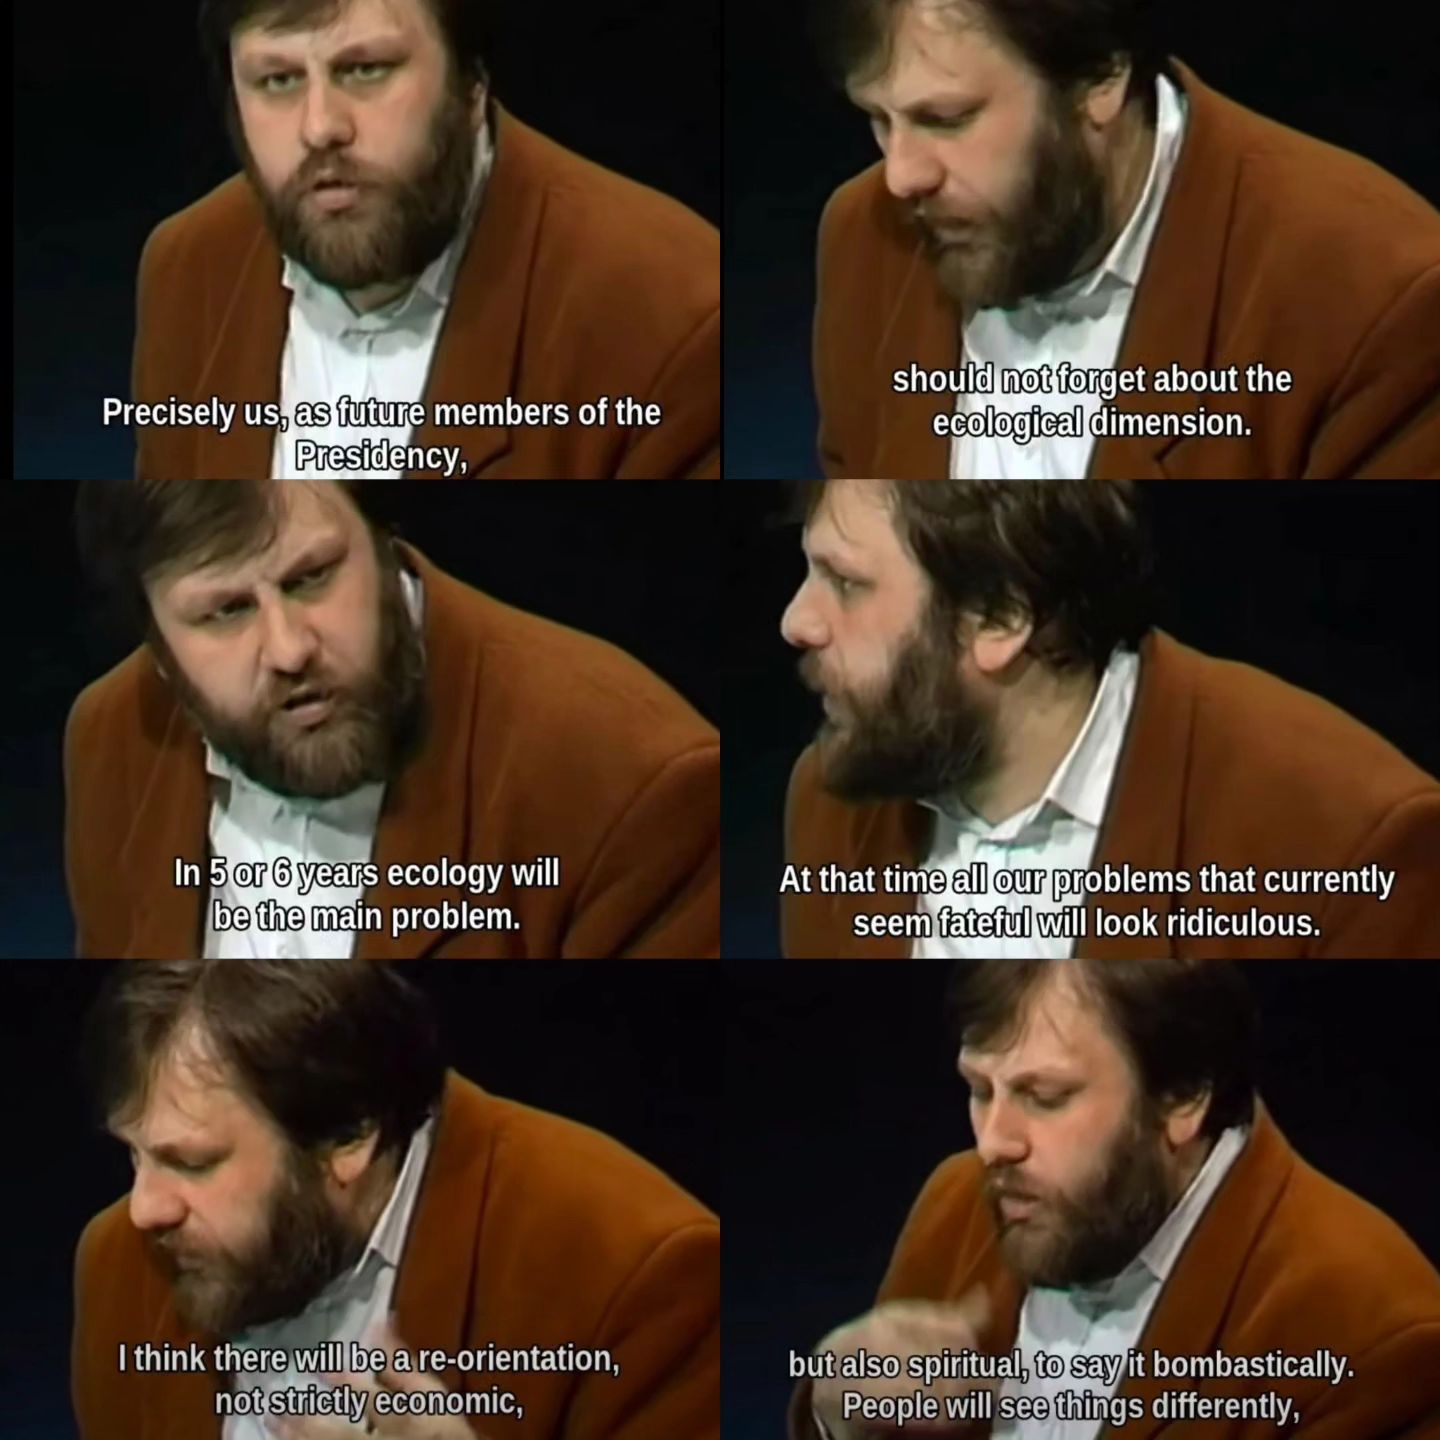 Precisely us, as future members of the
Presidency,
should not forget about the
ecological dimension.
In 5 or 6 years ecology will
be the main problem.
At that time all our problems that currently
seem fateful will look ridiculous.
I think there will be a re-orientation,
not strictly economic,
but also spiritual, to say it bombastically.
People will see things differently,